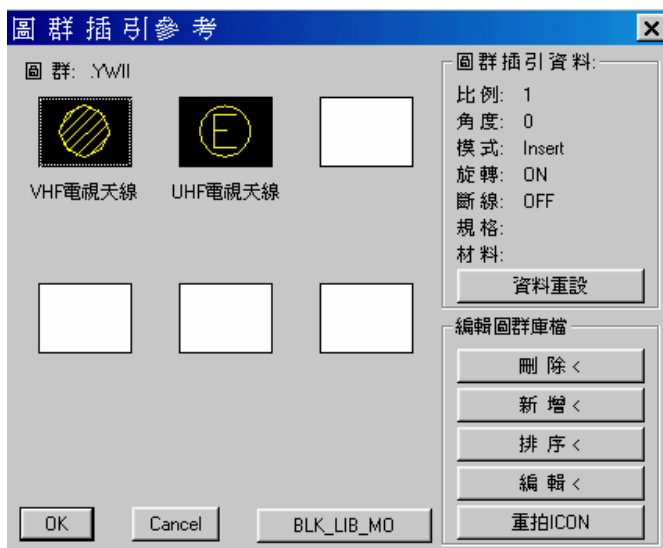 圖群插引參考
圖 群: .YWII
E
VHF電視天線
UHF電視天線
圖群插引資料:
比 例: 1
角 度: 0
模 式: Insert
旋 轉: ON
斷 線: OFF
規 格:
材 料:
資料重設
編輯圖群庫檔
刪 除 <
新 增 <
排 序 <
編 輯 <
重拍ICON
OK
Cancel
BLK_LIB_MO